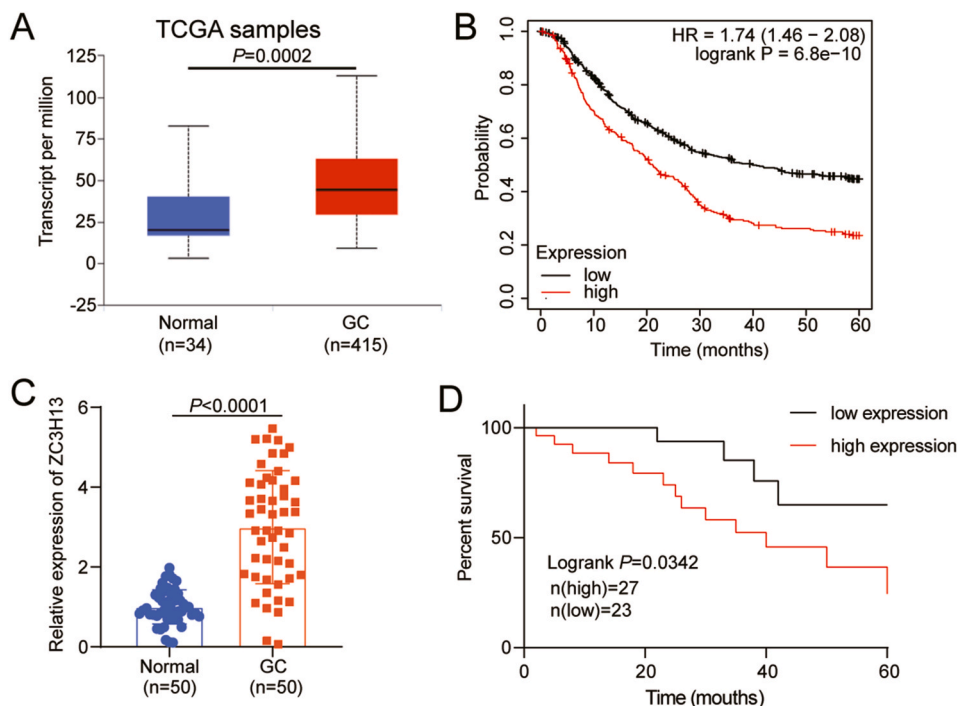 A
TCGA samples
P=0.0002
Transcript per million
125
100
75
50
25
0
-25
Normal
(n=34)
GC
(n=415)
B
HR = 1.74 (1.46 − 2.08)
logrank P = 6.8e−10
Probability
1.0
0.8
0.6
0.4
0.2
0.0
Expression
low
high
0
10
20
30
40
50
60
Time (months)
C
P<0.0001
Relative expression of ZC3H13
6
4
2
0
Normal
(n=50)
GC
(n=50)
D
low expression
high expression
Percent survival
100
50
0
Logrank P=0.0342
n(high)=27
n(low)=23
20
40
60
Time (mouths)